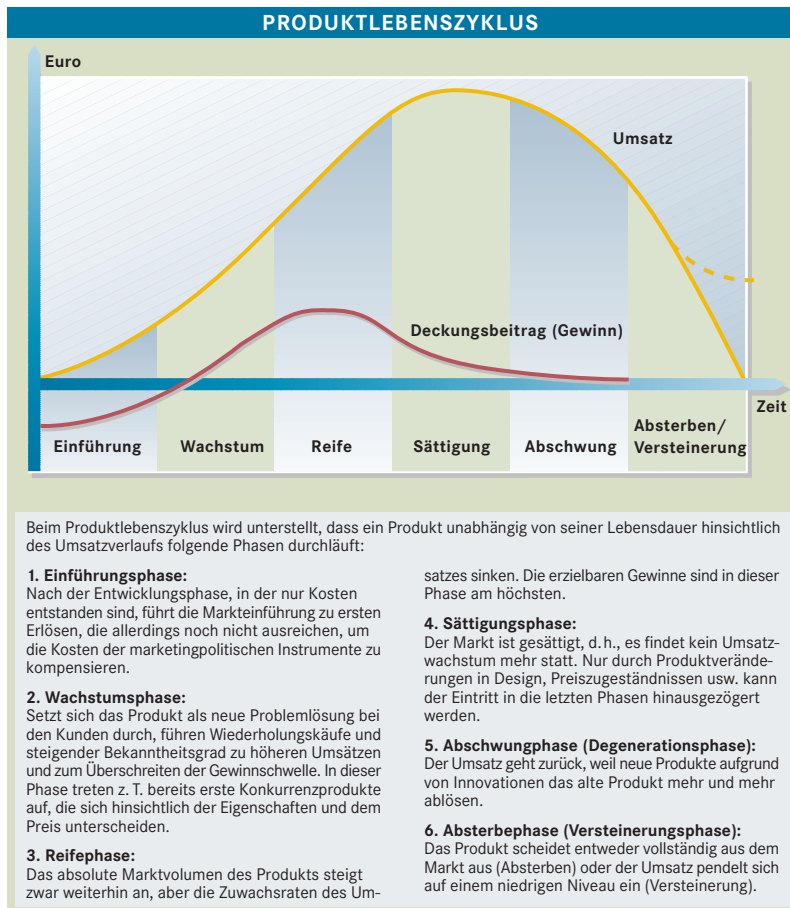 PRODUKTLEBENSZYKLUS
Euro
Umsatz
Deckungsbeitrag (Gewinn)
Zeit
Einführung
Wachstum
Reife
Sättigung
Abschwung
Absterben/
Versteinerung
Beim Produktlebenszyklus wird unterstellt, dass ein Produkt unabhängig von seiner Lebensdauer hinsichtlich
des Umsatzverlaufs folgende Phasen durchläuft:
1. Einführungsphase:
Nach der Entwicklungsphase, in der nur Kosten
entstanden sind, führt die Markteinführung zu ersten
Erlösen, die allerdings noch nicht ausreichen, um
die Kosten der marketingpolitischen Instrumente zu
kompensieren.
2. Wachstumsphase:
Setzt sich das Produkt als neue Problemlösung bei
den Kunden durch, führen Wiederholungskäufe und
steigender Bekanntheitsgrad zu höheren Umsätzen
und zum Überschreiten der Gewinnschwelle. In dieser
Phase treten z. T. bereits erste Konkurrenzprodukte
auf, die sich hinsichtlich der Eigenschaften und dem
Preis unterscheiden.
3. Reifephase:
Das absolute Marktvolumen des Produkts steigt
zwar weiterhin an, aber die Zuwachsraten des Um-
satzes sinken. Die erzielbaren Gewinne sind in dieser
Phase am höchsten.
4. Sättigungsphase:
Der Markt ist gesättigt, d. h., es findet kein Umsatz-
wachstum mehr statt. Nur durch Produktverände-
rungen in Design, Preiszugeständnissen usw. kann
der Eintritt in die letzten Phasen hinausgezögert
werden.
5. Abschwungphase (Degenerationsphase):
Der Umsatz geht zurück, weil neue Produkte aufgrund
von Innovationen das alte Produkt mehr und mehr
ablösen.
6. Absterbephase (Versteinerungsphase):
Das Produkt scheidet entweder vollständig aus dem
Markt aus (Absterben) oder der Umsatz pendelt sich
auf einem niedrigen Niveau ein (Versteinerung).